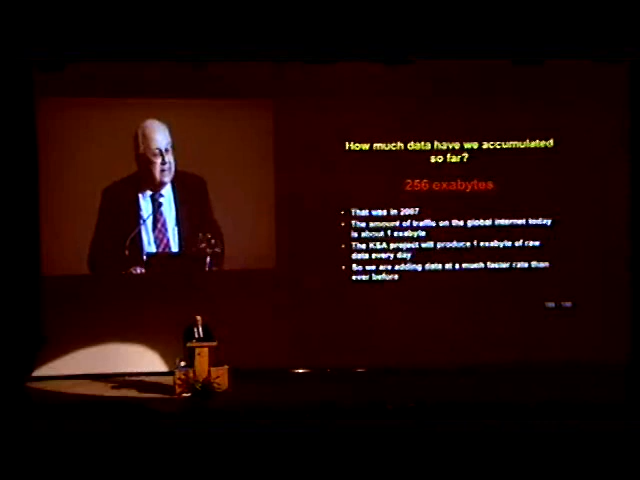 How much data have we accumulated
so far?
256 exabytes
• That was in 2007
• The amount of traffic on the global internet today
is about 1 exabyte
• The KSA project will produce 1 exabyte of raw
data every day
• So we are adding data at a much faster rate than
ever before